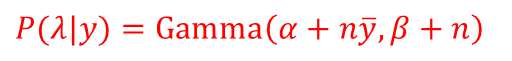 P(λ|y) = Gamma(α + nȳ, β + n)